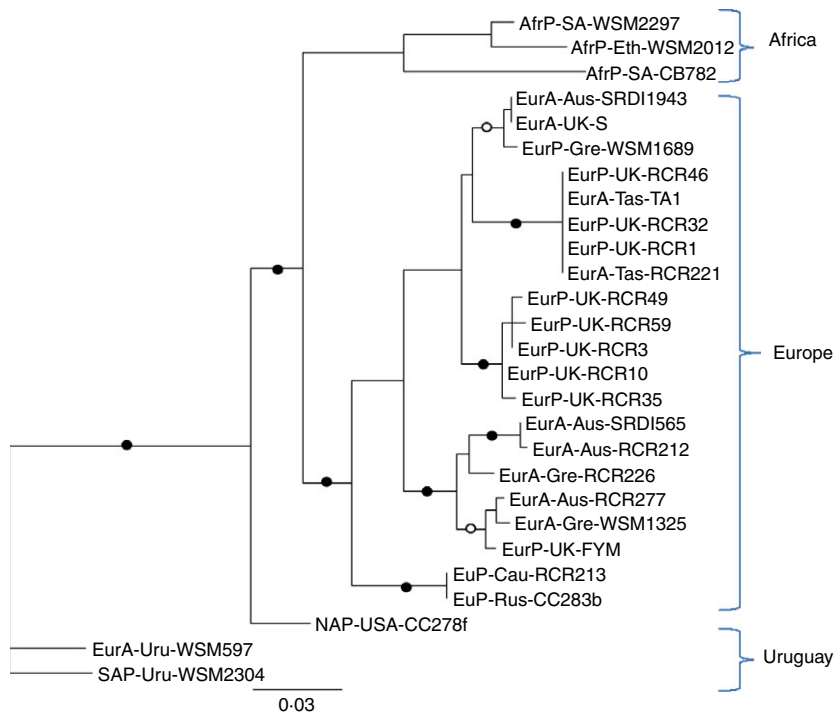 AfrP-SA-WSM2297
AfrP-Eth-WSM2012
AfrP-SA-CB782
Africa
EurA-Aus-SRDI1943
EurA-UK-S
EurP-Gre-WSM1689
EurP-UK-RCR46
EurA-Tas-TA1
EurP-UK-RCR32
EurP-UK-RCR1
EurA-Tas-RCR221
EurP-UK-RCR49
EurP-UK-RCR59
EurP-UK-RCR3
EurP-UK-RCR10
EurP-UK-RCR35
EurA-Aus-SRDI565
EurA-Aus-RCR212
EurA-Gre-RCR226
EurA-Aus-RCR277
EurA-Gre-WSM1325
EurP-UK-FYM
EuP-Cau-RCR213
EuP-Rus-CC283b
Europe
NAP-USA-CC278f
EurA-Uru-WSM597
SAP-Uru-WSM2304
Uruguay
0·03